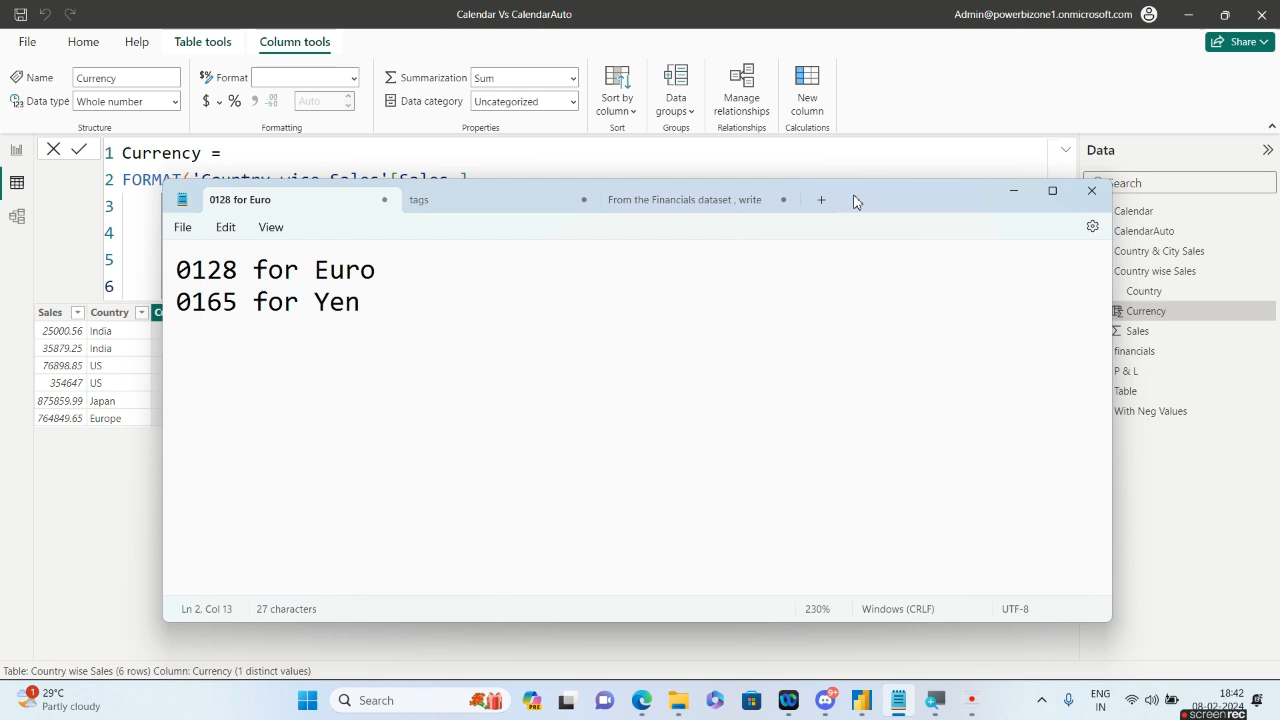 Calendar Vs CalendarAuto
Admin@powerbizone1.onmicrosoft.com
File Home Help Table tools Column tools
Share
Name Currency
Format
Summarization Sum
Data type Whole number
$ % Auto
Data category Uncategorized
Sort by column
Data groups
Manage relationships
New column
Structure Formatting Properties Sort Groups Relationships Calculations
1 Currency =
2 FORMAT('Country wise Sales'[Sales ]
3
4
5
6
Sales Country
25000.56 India
35879.25 India
76898.85 US
354647 US
875859.99 Japan
764849.65 Europe
0128 for Euro
tags
From the Financials dataset , write
File Edit View
0128 for Euro
0165 for Yen
Ln 2, Col 13 27 characters 230% Windows (CRLF) UTF-8
Data
Calendar
CalendarAuto
Country & City Sales
Country wise Sales
Country
Currency
Sales
financials
P & L
Table
With Neg Values
Table: Country wise Sales (6 rows) Column: Currency (1 distinct values)
1
29°C
Partly cloudy
Search
ENG
IN
18:42
08-02-2024
screenrec